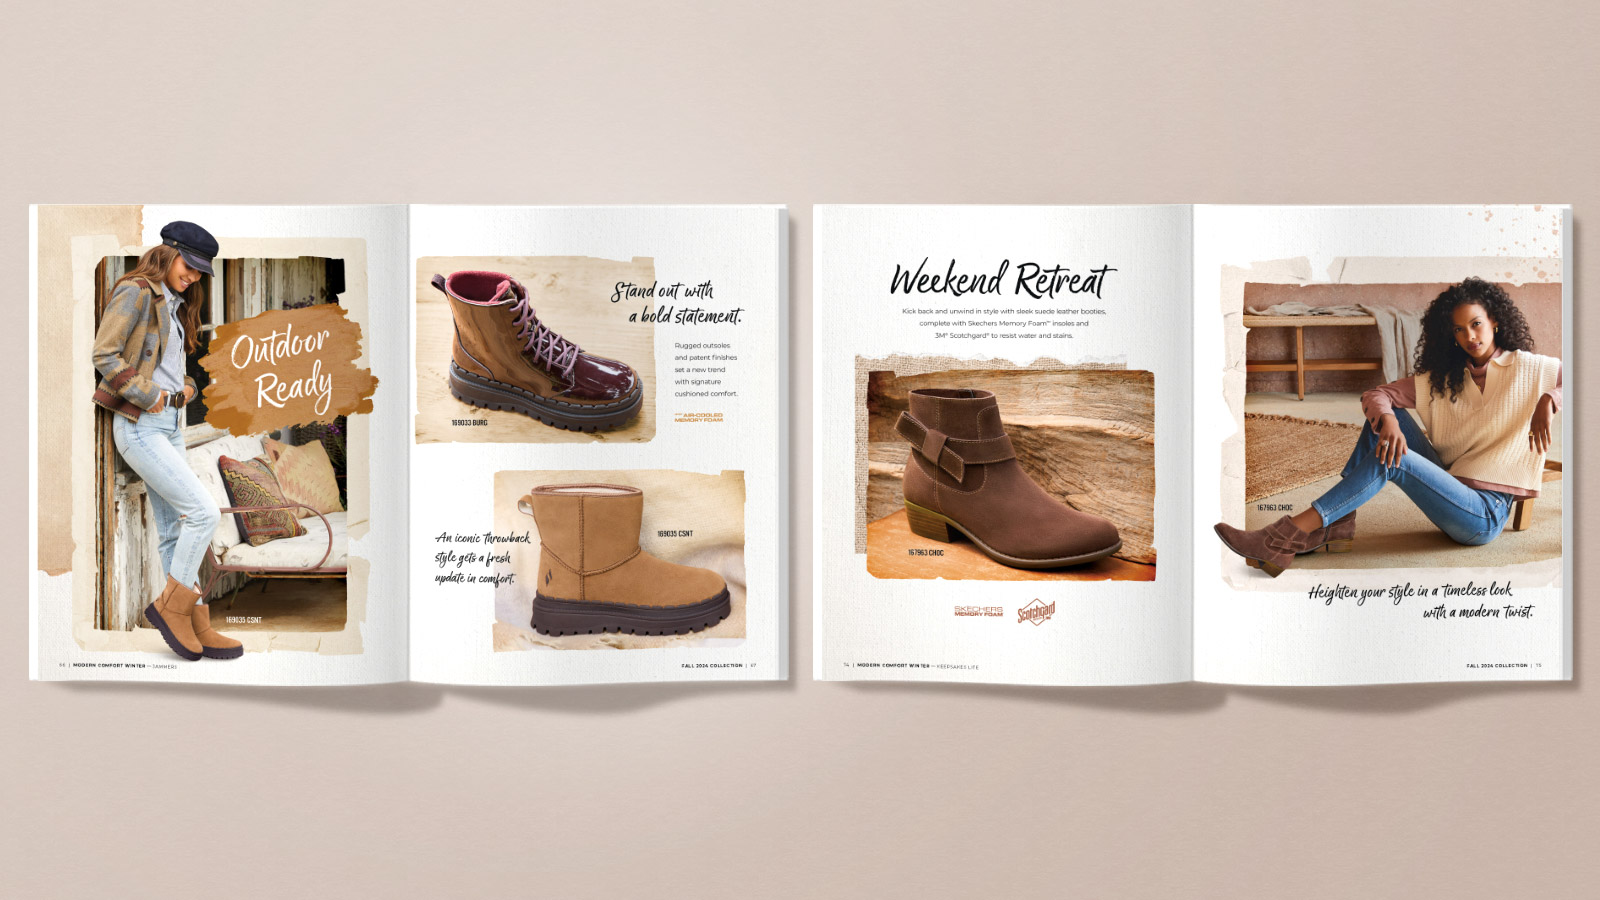 Outdoor
Ready
169035 CSNT
66 | MODERN COMFORT WINTER — JAMMERS
Stand out with
a bold statement.
Rugged outsoles
and patent finishes
set a new trend
with signature
cushioned comfort.
AIR-COOLED
MEMORY FOAM
169033 BURG
An iconic throwback
style gets a fresh
update in comfort.
169035 CSNT
FALL 2024 COLLECTION | 67
Weekend Retreat
Kick back and unwind in style with sleek suede leather booties,
complete with Skechers Memory Foam™ insoles and
3M® Scotchgard® to resist water and stains.
167963 CHOC
SKECHERS
MEMORY FOAM
Scotchgard
74 | MODERN COMFORT WINTER — KEEPSAKES LIFE
167963 CHOC
Heighten your style in a timeless look
with a modern twist.
FALL 2024 COLLECTION | 75